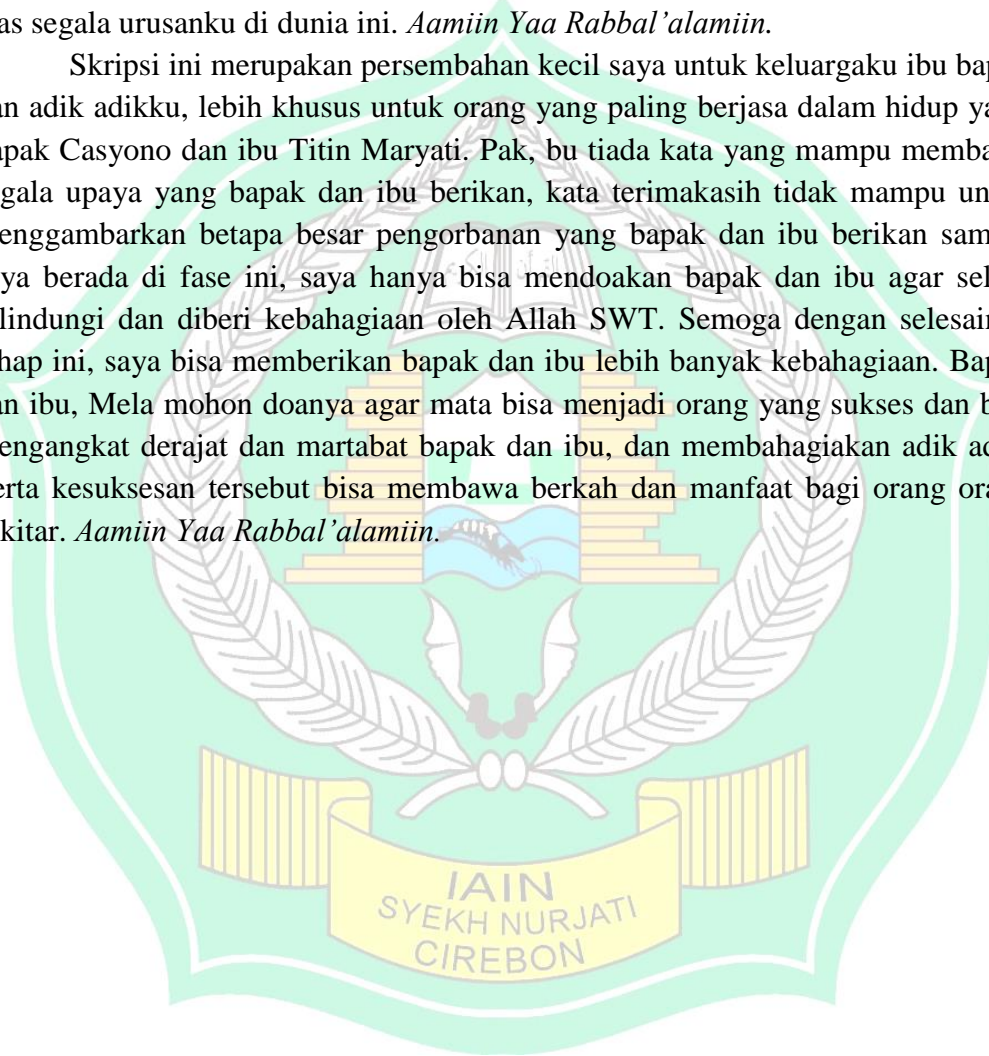 as segala urusanku di dunia ini. Aamiin Yaa Rabbal’alamiin.
Skripsi ini merupakan persembahan kecil saya untuk keluargaku ibu bap
an adik adikku, lebih khusus untuk orang yang paling berjasa dalam hidup ya
apak Casyono dan ibu Titin Maryati. Pak, bu tiada kata yang mampu memba
gala upaya yang bapak dan ibu berikan, kata terimakasih tidak mampu un
enggambarkan betapa besar pengorbanan yang bapak dan ibu berikan sam
ya berada di fase ini, saya hanya bisa mendoakan bapak dan ibu agar sel
lindungi dan diberi kebahagiaan oleh Allah SWT. Semoga dengan selesain
hap ini, saya bisa memberikan bapak dan ibu lebih banyak kebahagiaan. Bap
an ibu, Mela mohon doanya agar mata bisa menjadi orang yang sukses dan b
engangkat derajat dan martabat bapak dan ibu, dan membahagiakan adik ad
erta kesuksesan tersebut bisa membawa berkah dan manfaat bagi orang ora
kitar. Aamiin Yaa Rabbal’alamiin.
IAIN
SYEKH NURJATI
CIREBON